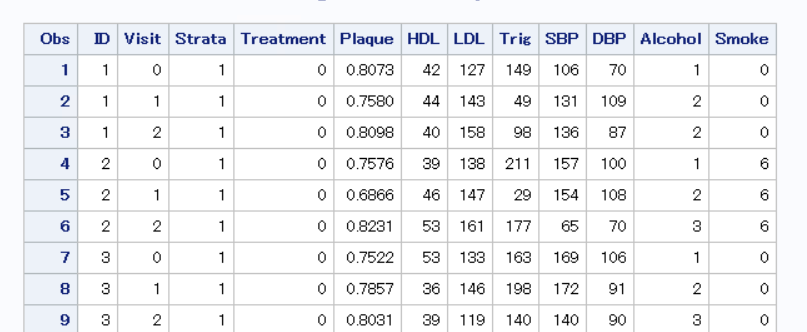 Obs ID Visit Strata Treatment Plaque HDL LDL Trig SBP DBP Alcohol Smoke
1 1 0 1 0 0.8073 42 127 149 106 70 1 0
2 1 1 1 0 0.7580 44 143 49 131 109 2 0
3 1 2 1 0 0.8098 40 158 98 136 87 2 0
4 2 0 1 0 0.7576 39 138 211 157 100 1 6
5 2 1 1 0 0.6866 46 147 29 154 108 2 6
6 2 2 1 0 0.8231 53 161 177 65 70 3 6
7 3 0 1 0 0.7522 53 133 163 169 106 1 0
8 3 1 1 0 0.7857 36 146 198 172 91 2 0
9 3 2 1 0 0.8031 39 119 140 140 90 3 0